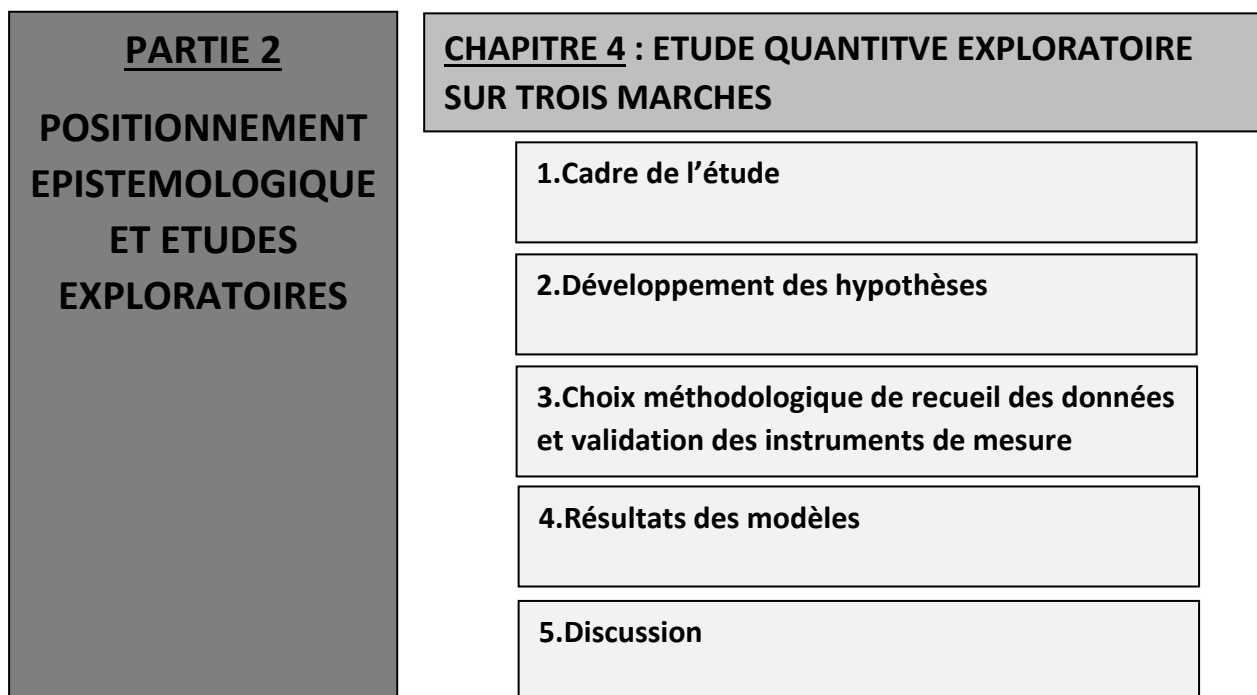 PARTIE 2
POSITIONNEMENT
EPISTEMOLOGIQUE
ET ETUDES
EXPLORATOIRES
CHAPITRE 4 : ETUDE QUANTITVE EXPLORATOIRE
SUR TROIS MARCHES
1.Cadre de l’étude
2.Développement des hypothèses
3.Choix méthodologique de recueil des données
et validation des instruments de mesure
4.Résultats des modèles
5.Discussion